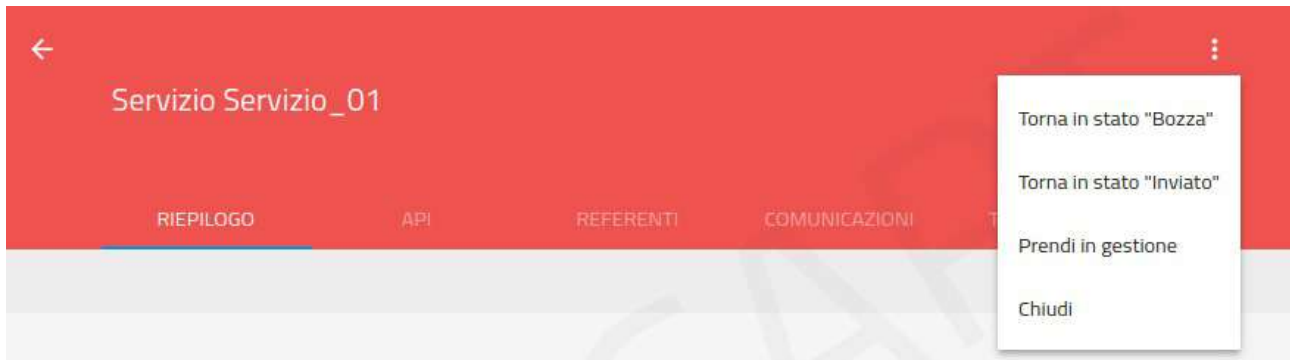 Servizio Servizio_01
RIEPILOGO API REFERENTI COMUNICAZIONI
Torna in stato "Bozza"
Torna in stato "Inviato"
Prendi in gestione
Chiudi